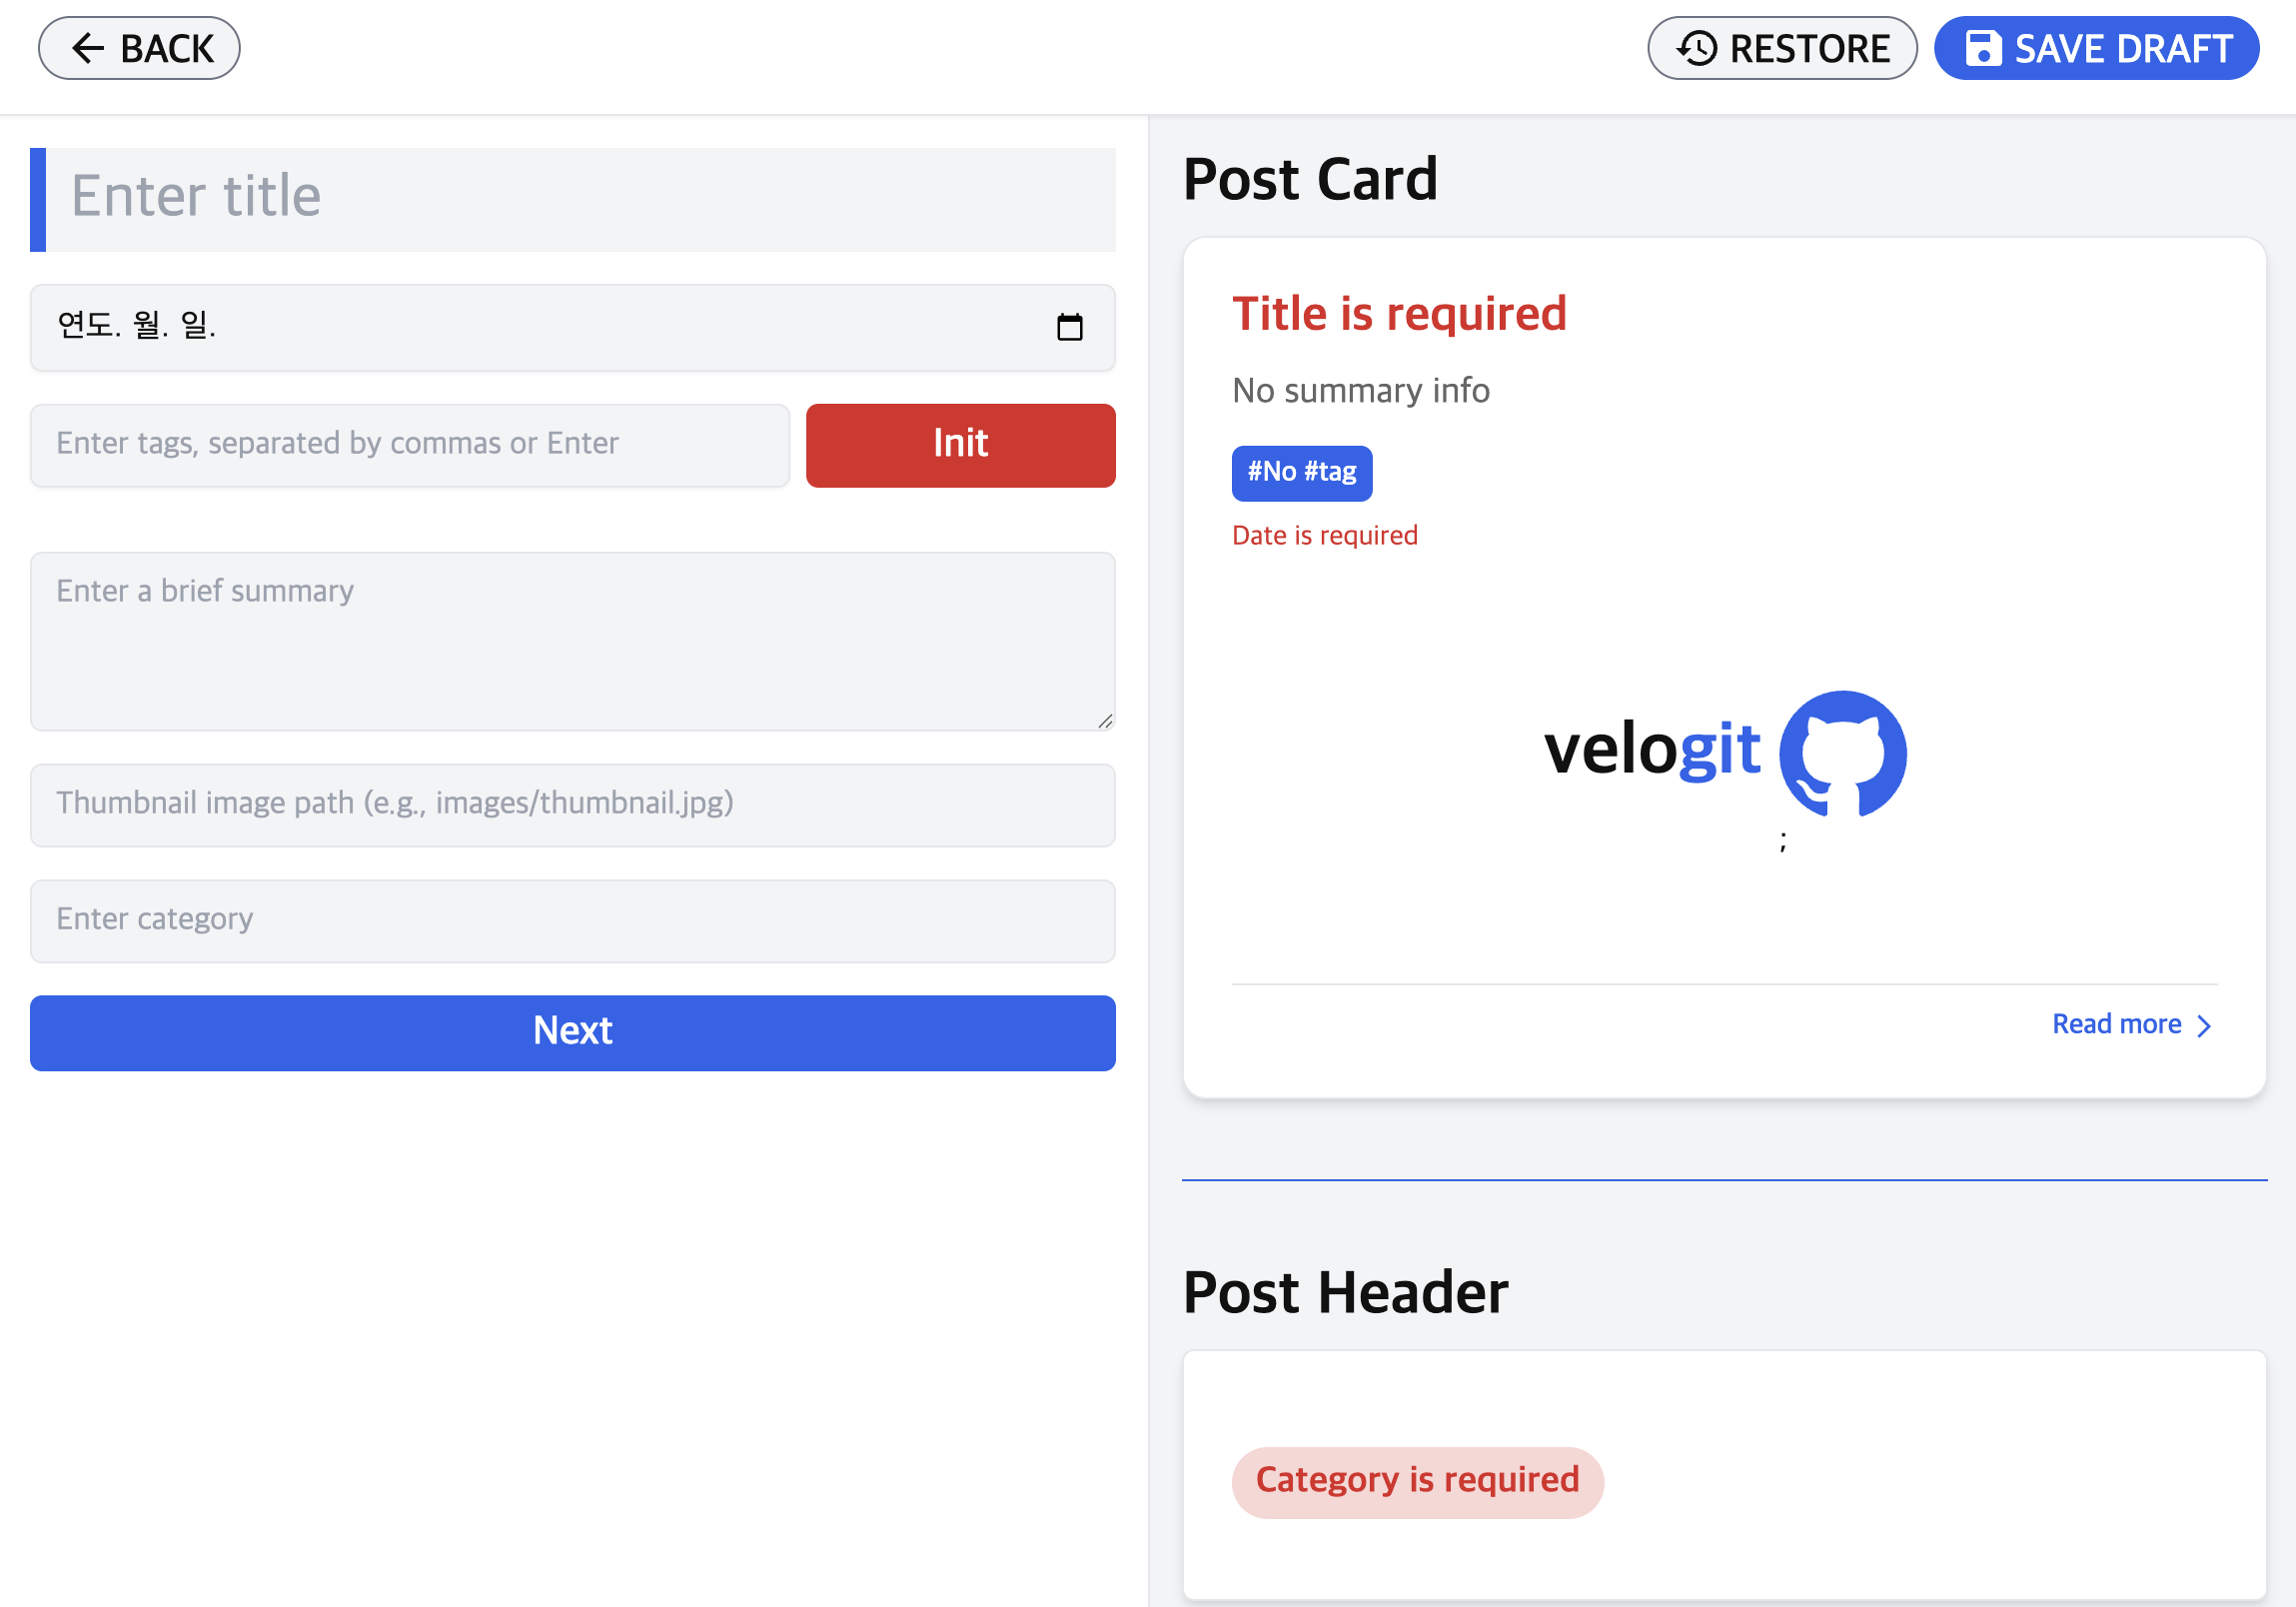 BACK
RESTORE
SAVE DRAFT
Enter title
연도. 월. 일.
Enter tags, separated by commas or Enter
Init
Enter a brief summary
Thumbnail image path (e.g., images/thumbnail.jpg)
Enter category
Next
Post Card
Title is required
No summary info
#No #tag
Date is required
velogit
;
Read more
Post Header
Category is required